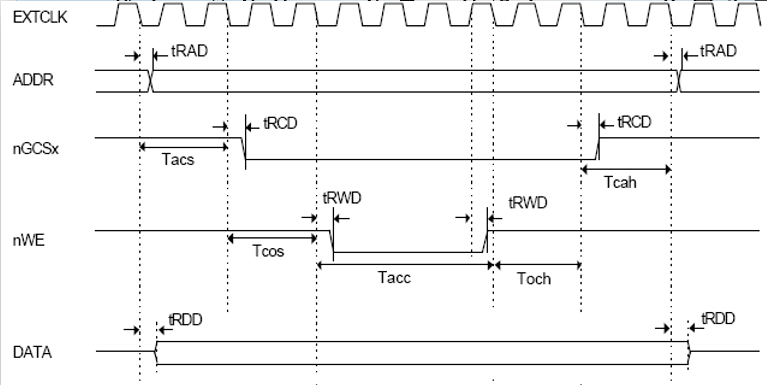 EXTCLK
tRAD
tRAD
ADDR
tRCD
tRCD
nGCSx
Tacs
Tcah
tRWD
tRWD
nWE
Tcos
Tacc
Toch
tRDD
tRDD
DATA